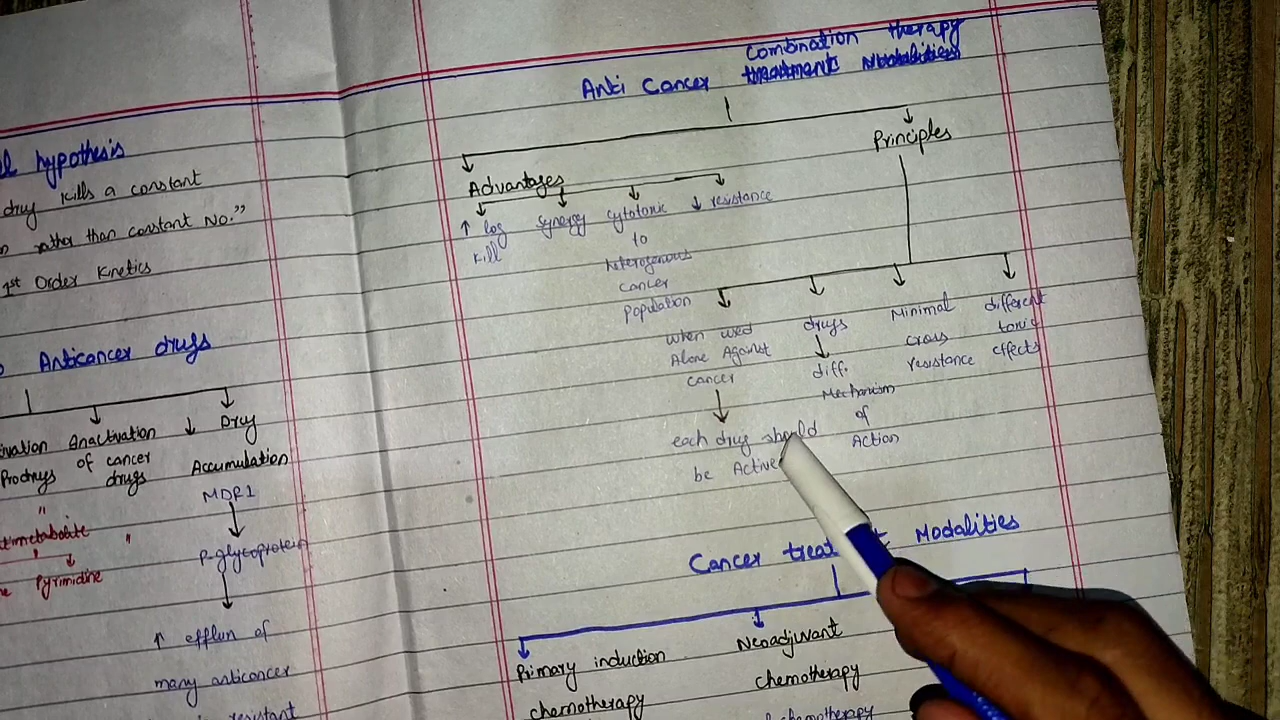 hypothesis
drug kills a constant
rather than constant No."
1st Order Kinetics
Anticancer drugs
Anactivation
of cancer
drugs
↓ Drug
Accumulation
Prodrugs
"
"
Pyrimidine
MDR1
P-glycoprotein
↑ efflux of
many anticancer
resistant
combination therapy
Anti Cancer
Advantages
Principles
↑ log
kill
synergy
cytotoxic
to
heterogenous
cancer
population
↓ resistance
when used
Alone Against
cancer
each drug should
be Active
drugs
diff.
Mechanism
of
Action
Minimal
cross
resistance
different
toxic
effects
Cancer
Modalities
Primary induction
chemotherapy
Neoadjuvant
chemotherapy
chemotherapy